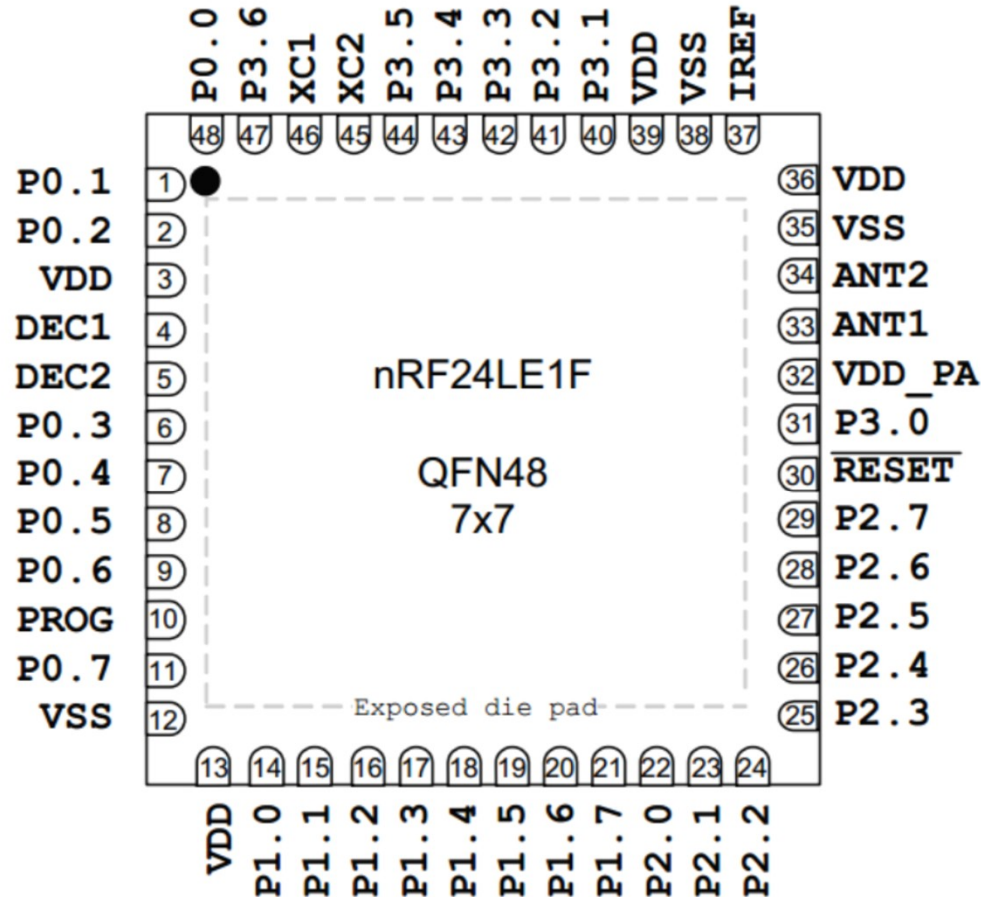 P0.0 P3.6 XC1 XC2 P3.5 P3.4 P3.3 P3.2 P3.1 VDD VSS IREF
48 47 46 45 44 43 42 41 40 39 38 37
P0.1 1 36 VDD
P0.2 2 35 VSS
VDD 3 34 ANT2
DEC1 4 33 ANT1
DEC2 5 nRF24LE1F 32 VDD_PA
P0.3 6 31 P3.0
P0.4 7 QFN48 30 RESET
P0.5 8 7x7 29 P2.7
P0.6 9 28 P2.6
PROG 10 27 P2.5
P0.7 11 26 P2.4
VSS 12 Exposed die pad 25 P2.3
13 14 15 16 17 18 19 20 21 22 23 24
VDD P1.0 P1.1 P1.2 P1.3 P1.4 P1.5 P1.6 P1.7 P2.0 P2.1 P2.2